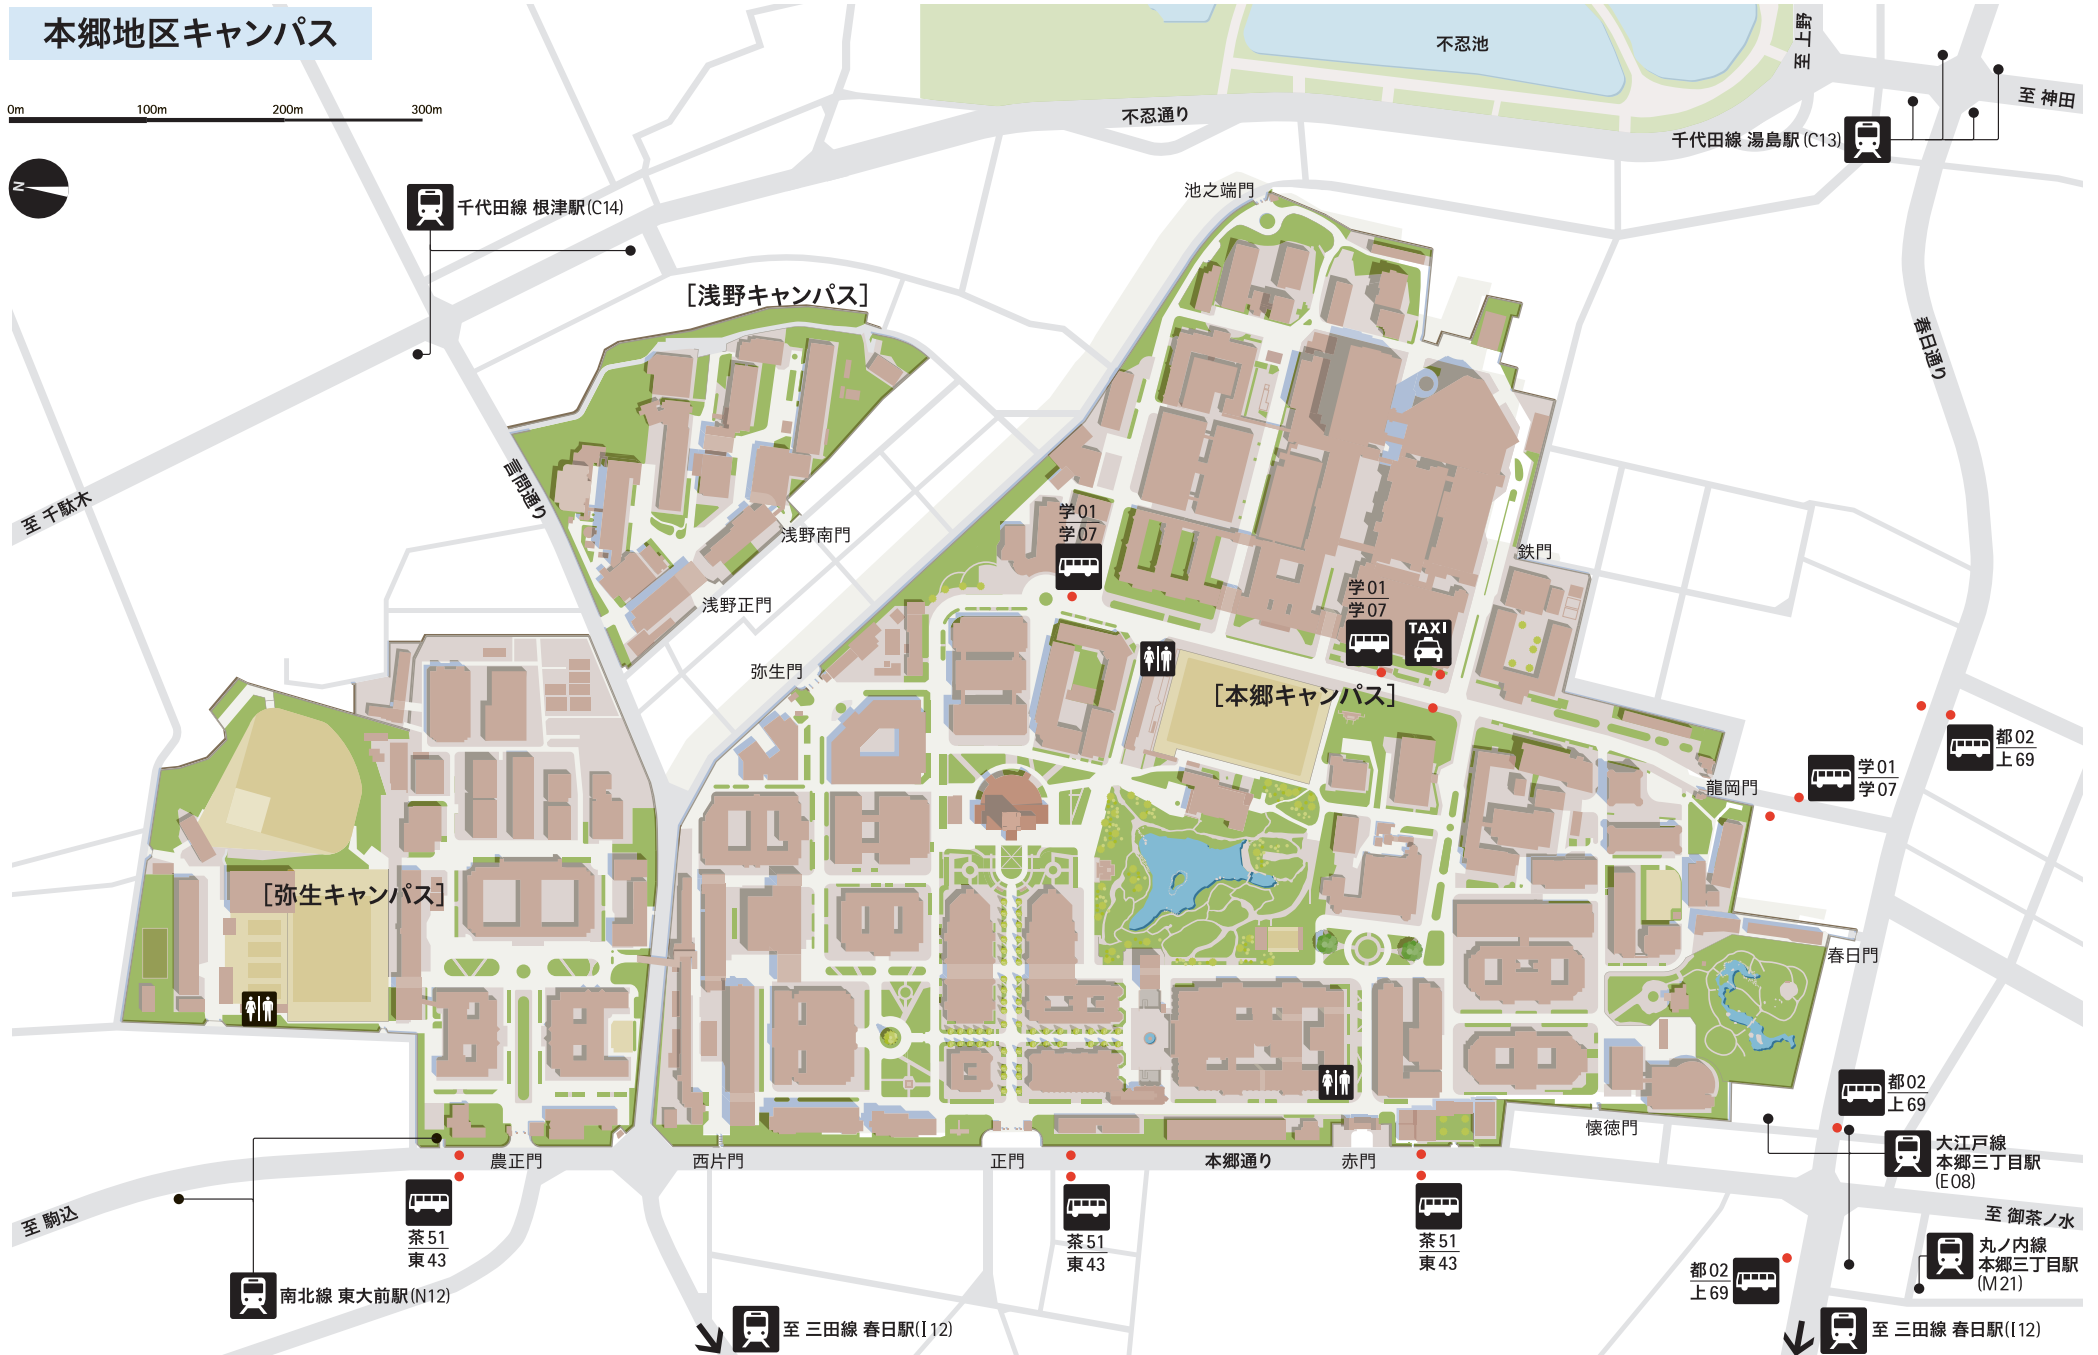 本郷地区キャンパス
0m 100m 200m 300m
N
不忍池
至 上野
至 神田
不忍通り
千代田線 湯島駅(C13)
千代田線 根津駅(C14)
池之端門
[浅野キャンパス]
春日通り
言問通り
至 千駄木
浅野南門
学01
学07
鉄門
浅野正門
学01
学07
TAXI
弥生門
[本郷キャンパス]
都02
上69
学01
学07
龍岡門
[弥生キャンパス]
春日門
都02
上69
懐徳門
大江戸線
本郷三丁目駅
(E08)
農正門
西片門
正門
本郷通り
赤門
至 駒込
茶51
東43
茶51
東43
茶51
東43
至 御茶ノ水
丸ノ内線
本郷三丁目駅
(M21)
都02
上69
南北線 東大前駅(N12)
至 三田線 春日駅(I12)
至 三田線 春日駅(I12)